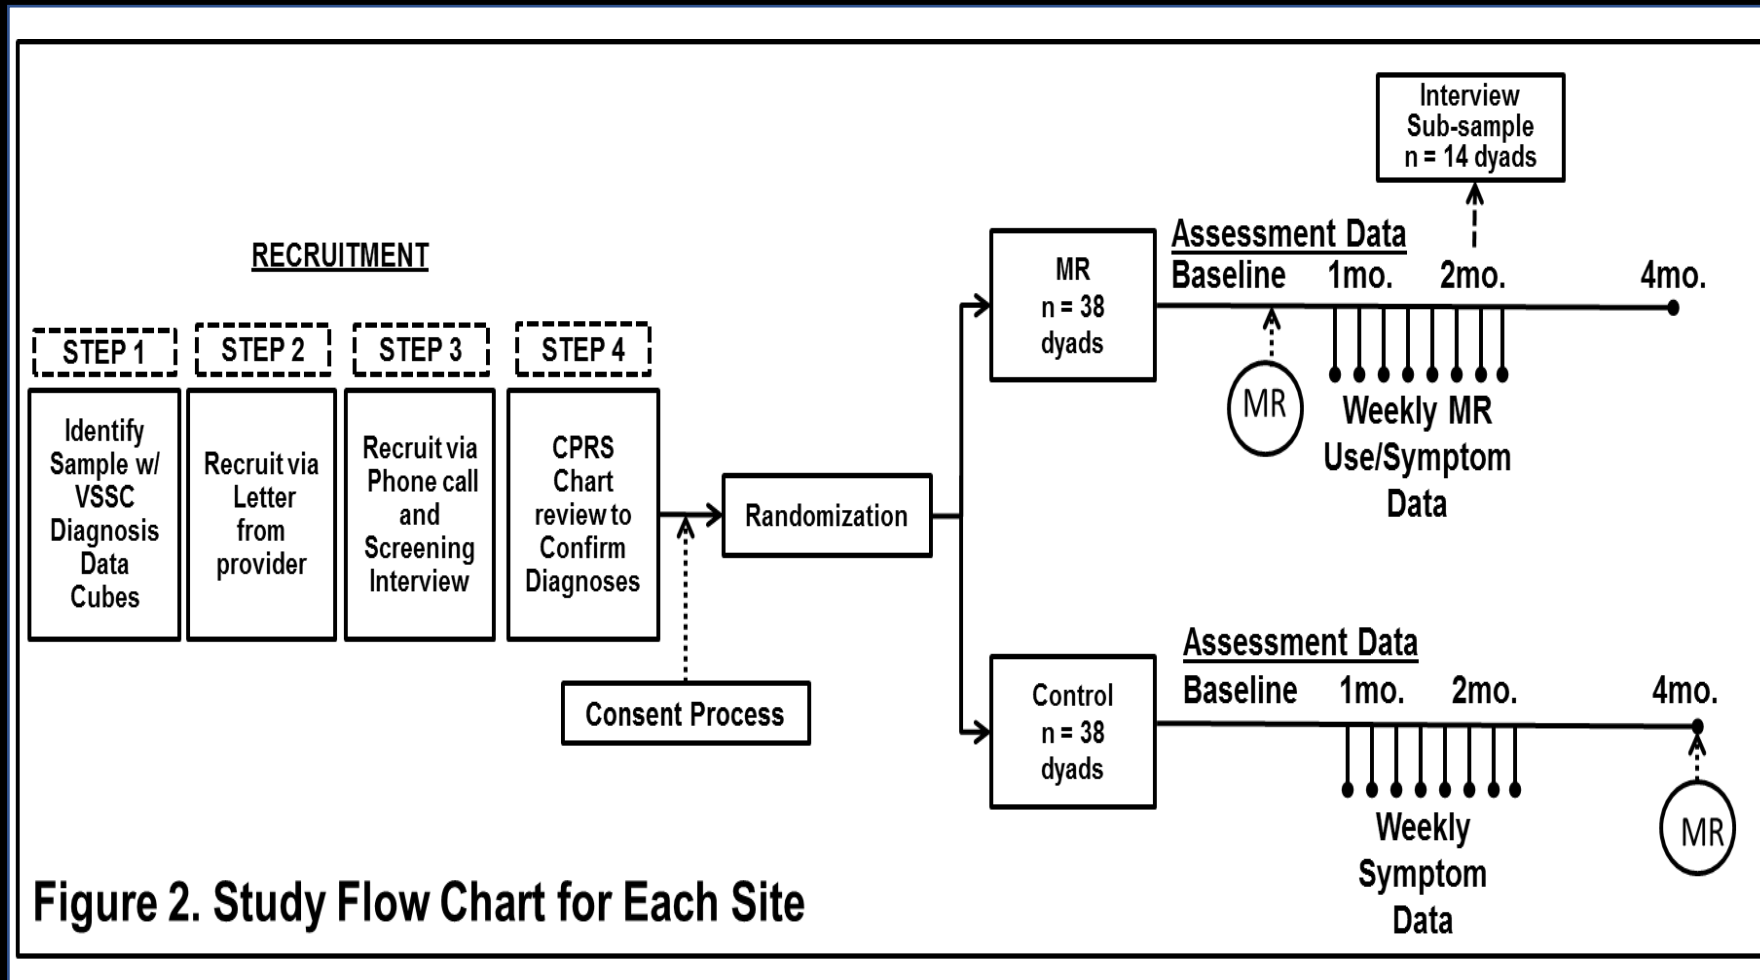 RECRUITMENT
STEP 1
Identify
Sample w/
VSSC
Diagnosis
Data
Cubes
STEP 2
Recruit via
Letter
from
provider
STEP 3
Recruit via
Phone call
and
Screening
Interview
STEP 4
CPRS
Chart
review to
Confirm
Diagnoses
Consent Process
Randomization
MR
n = 38
dyads
Interview
Sub-sample
n = 14 dyads
Assessment Data
Baseline 1mo. 2mo. 4mo.
MR
Weekly MR
Use/Symptom
Data
Control
n = 38
dyads
Assessment Data
Baseline 1mo. 2mo. 4mo.
Weekly
Symptom
Data
MR
Figure 2. Study Flow Chart for Each Site